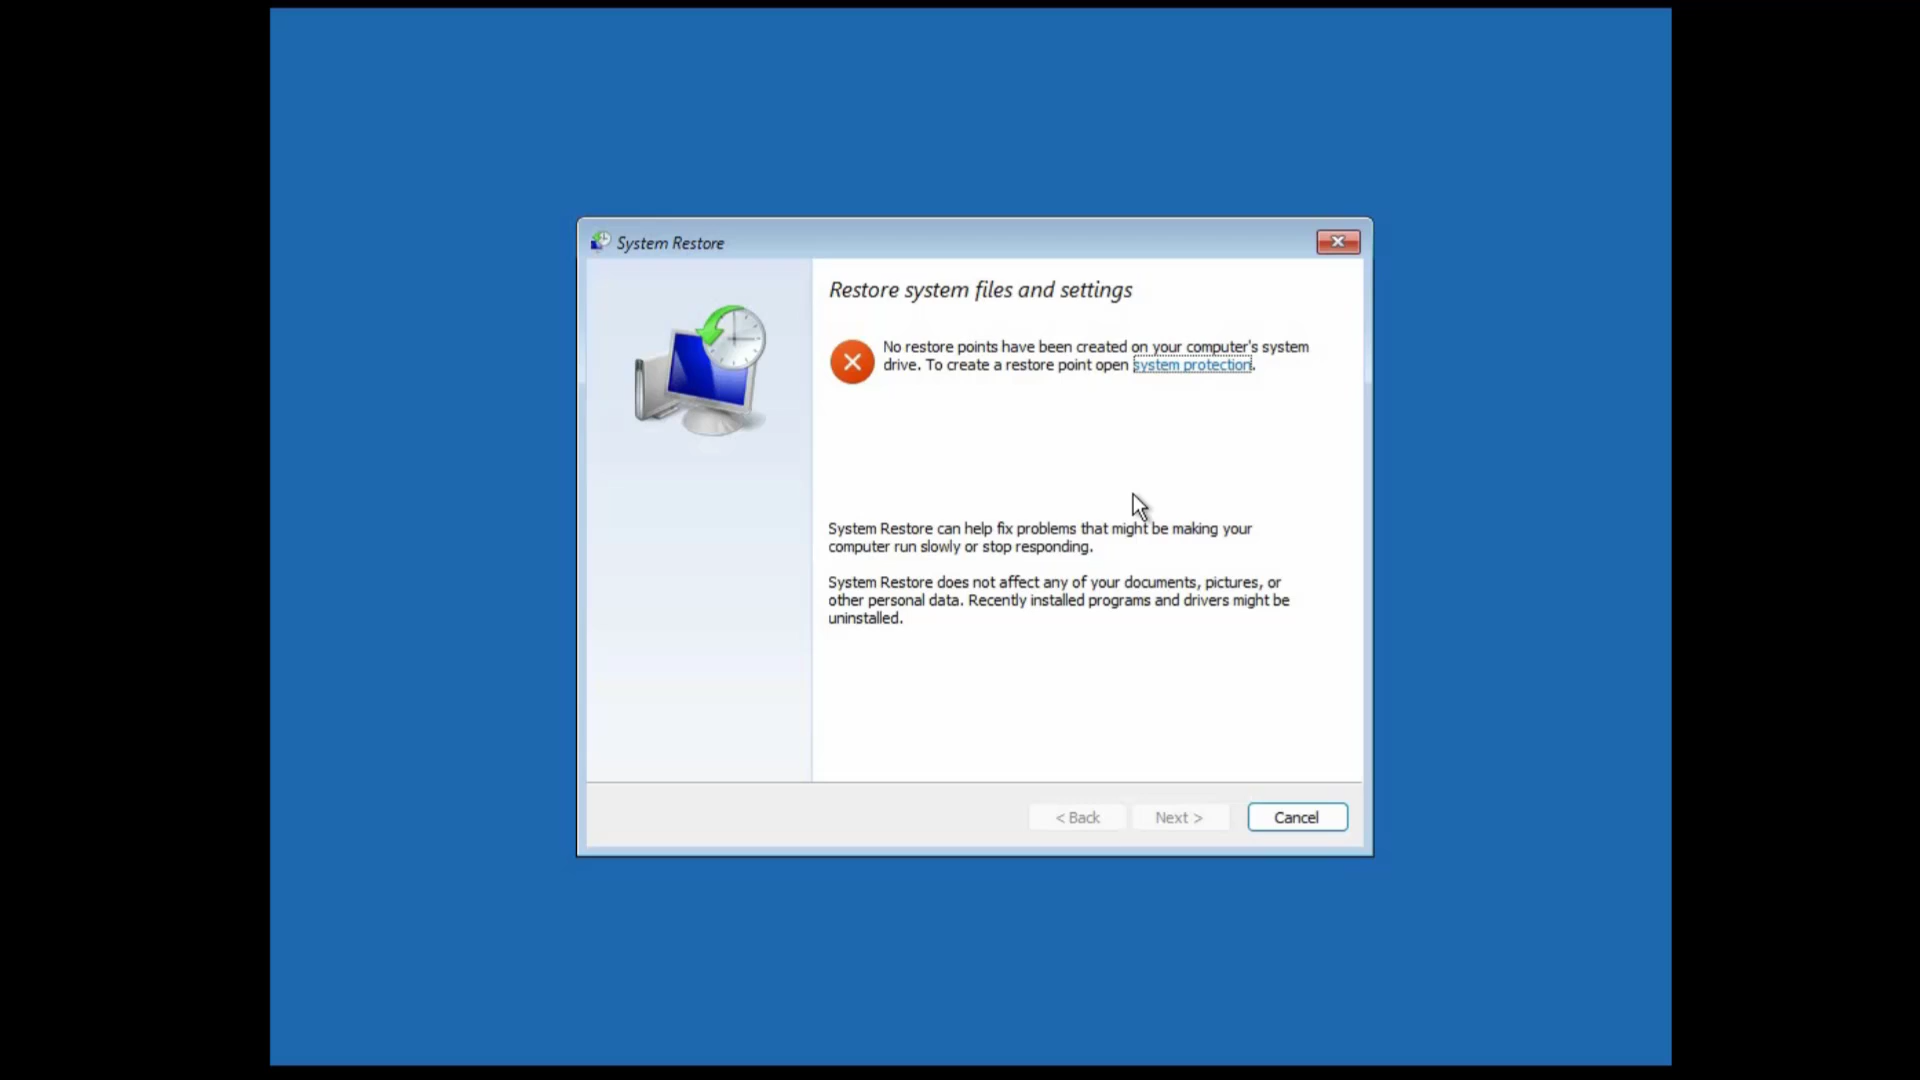 System Restore
Restore system files and settings
No restore points have been created on your computer's system
drive. To create a restore point open system protection.
System Restore can help fix problems that might be making your
computer run slowly or stop responding.
System Restore does not affect any of your documents, pictures, or
other personal data. Recently installed programs and drivers might be
uninstalled.
< Back
Next >
Cancel